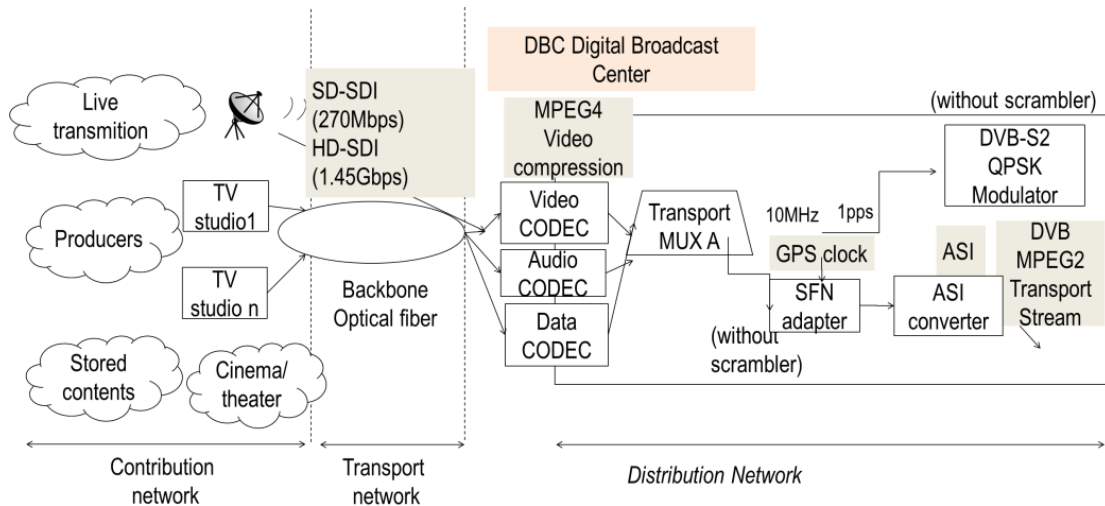 DBC Digital Broadcast
Center
Live
transmition
SD-SDI
(270Mbps)
HD-SDI
(1.45Gbps)
MPEG4
Video
compression
(without scrambler)
DVB-S2
QPSK
Modulator
TV
studio1
Producers
TV
studio n
Backbone
Optical fiber
Video
CODEC
Audio
CODEC
Data
CODEC
Transport
MUX A
10MHz
1pps
GPS clock
SFN
adapter
(without
scrambler)
ASI
ASI
converter
DVB
MPEG2
Transport
Stream
Stored
contents
Cinema/
theater
Contribution
network
Transport
network
Distribution Network